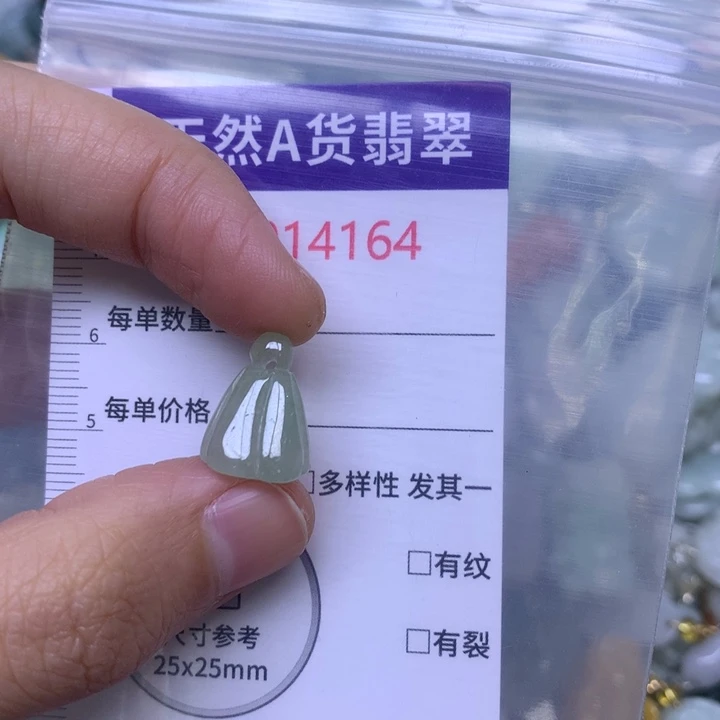 天然A货翡翠
14164
6
每单数量
5
每单价格
□多样性 发其一
□有纹
□有裂
寸参考
25x25mm